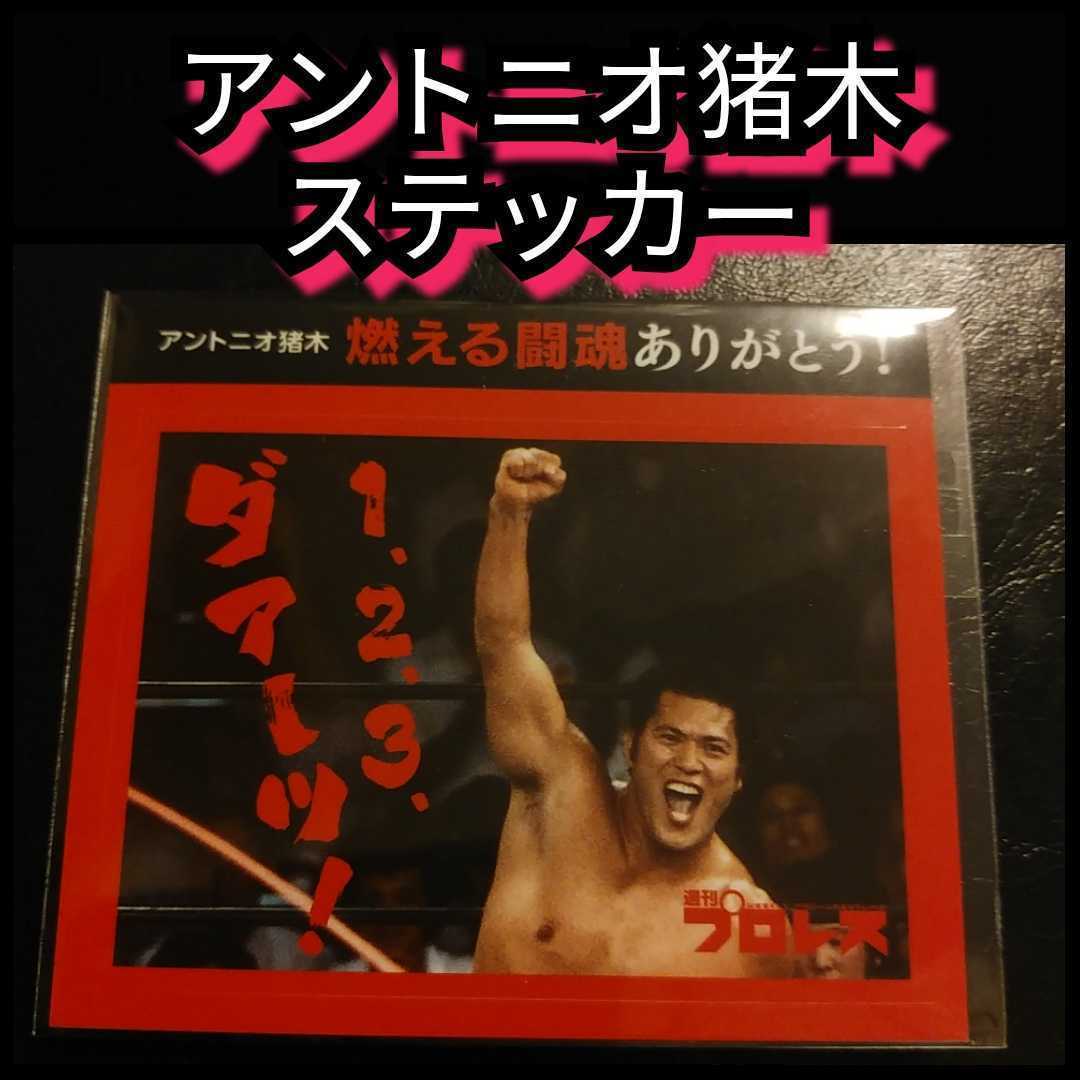 アントニオ猪木
ステッカー
アントニオ猪木 燃える闘魂ありがとう!
1.2.3.
ダァーッ!
週刊
プロレス